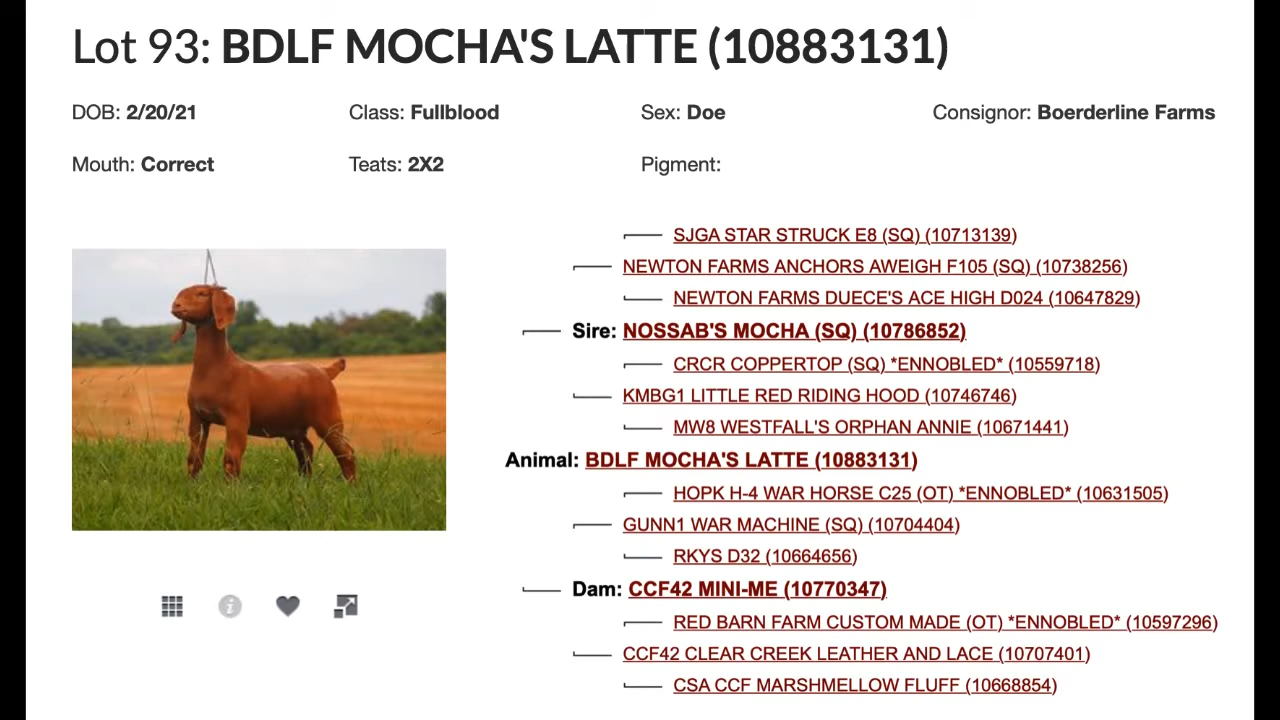 Lot 93: BDLF MOCHA'S LATTE (10883131)
DOB: 2/20/21 Class: Fullblood Sex: Doe Consignor: Boerderline Farms
Mouth: Correct Teats: 2X2 Pigment:
SJGA STAR STRUCK E8 (SQ) (10713139)
NEWTON FARMS ANCHORS AWEIGH F105 (SQ) (10738256)
NEWTON FARMS DUECE'S ACE HIGH D024 (10647829)
Sire: NOSSAB'S MOCHA (SQ) (10786852)
CRCR COPPERTOP (SQ) *ENNOBLED* (10559718)
KMBG1 LITTLE RED RIDING HOOD (10746746)
MW8 WESTFALL'S ORPHAN ANNIE (10671441)
Animal: BDLF MOCHA'S LATTE (10883131)
HOPK H-4 WAR HORSE C25 (OT) *ENNOBLED* (10631505)
GUNN1 WAR MACHINE (SQ) (10704404)
RKYS D32 (10664656)
Dam: CCF42 MINI-ME (10770347)
RED BARN FARM CUSTOM MADE (OT) *ENNOBLED* (10597296)
CCF42 CLEAR CREEK LEATHER AND LACE (10707401)
CSA CCF MARSHMELLOW FLUFF (10668854)